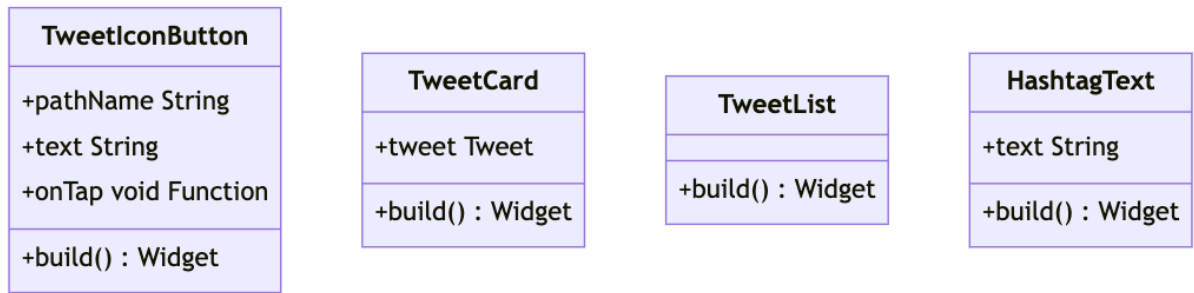 TweetIconButton
+pathName String
+text String
+onTap void Function
+build() : Widget
TweetCard
+tweet Tweet
+build() : Widget
TweetList
+build() : Widget
HashtagText
+text String
+build() : Widget